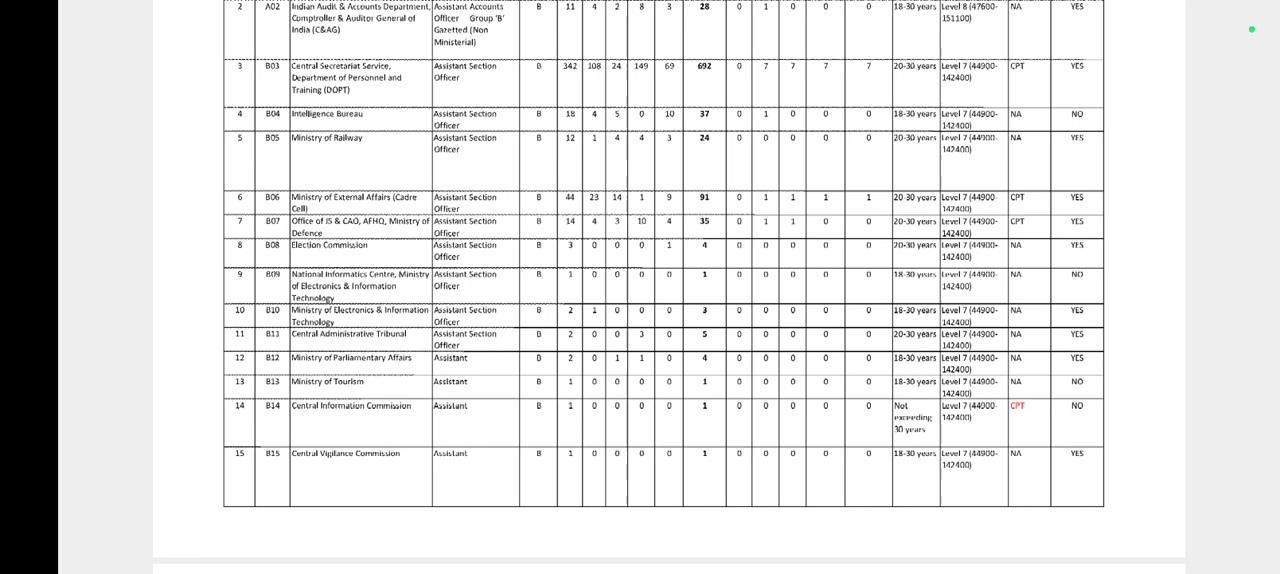 2 A02 Indian Audit & Accounts Department, Assistant Accounts B 11 4 2 8 3 28 0 1 0 0 0 18-30 years Level 8 (47600- NA YES
Comptroller & Auditor General of Officer Group 'B' 151100)
India (C&AG) Gazetted (Non
Ministerial)
3 B03 Central Secretariat Service, Assistant Section B 342 108 24 149 69 692 0 7 7 7 7 20-30 years Level 7 (44900- CPT YES
Department of Personnel and Officer 142400)
Training (DOPT)
4 B04 Intelligence Bureau Assistant Section B 18 4 5 0 10 37 0 1 0 0 0 18-30 years Level 7 (44900- NA NO
Officer 142400)
5 B05 Ministry of Railway Assistant Section B 12 1 4 4 3 24 0 0 0 0 0 20-30 years Level 7 (44900- NA YES
Officer 142400)
6 B06 Ministry of External Affairs (Cadre Assistant Section B 44 23 14 1 9 91 0 1 1 1 1 20-30 years Level 7 (44900- CPT YES
Cell) Officer 142400)
7 B07 Office of JS & CAO, AFHQ, Ministry of Assistant Section B 14 4 3 10 4 35 0 1 1 0 0 20-30 years Level 7 (44900- CPT YES
Defence Officer 142400)
8 B08 Election Commission Assistant Section B 3 0 0 0 1 4 0 0 0 0 0 20-30 years Level 7 (44900- NA YES
Officer 142400)
9 B09 National Informatics Centre, Ministry Assistant Section B 1 0 0 0 0 1 0 0 0 0 0 18-30 years Level 7 (44900- NA NO
of Electronics & Information Officer 142400)
Technology
10 B10 Ministry of Electronics & Information Assistant Section B 2 1 0 0 0 3 0 0 0 0 0 18-30 years Level 7 (44900- NA YES
Technology Officer 142400)
11 B11 Central Administrative Tribunal Assistant Section B 2 0 0 3 0 5 0 0 0 0 0 20-30 years Level 7 (44900- NA YES
Officer 142400)
12 B12 Ministry of Parliamentary Affairs Assistant B 2 0 1 1 0 4 0 0 0 0 0 18-30 years Level 7 (44900- NA YES
142400)
13 B13 Ministry of Tourism Assistant B 1 0 0 0 0 1 0 0 0 0 0 18-30 years Level 7 (44900- NA NO
142400)
14 B14 Central Information Commission Assistant B 1 0 0 0 0 1 0 0 0 0 0 Not Level 7 (44900- CPT NO
exceeding 142400)
30 years
15 B15 Central Vigilance Commission Assistant B 1 0 0 0 0 1 0 0 0 0 0 18-30 years Level 7 (44900- NA YES
142400)